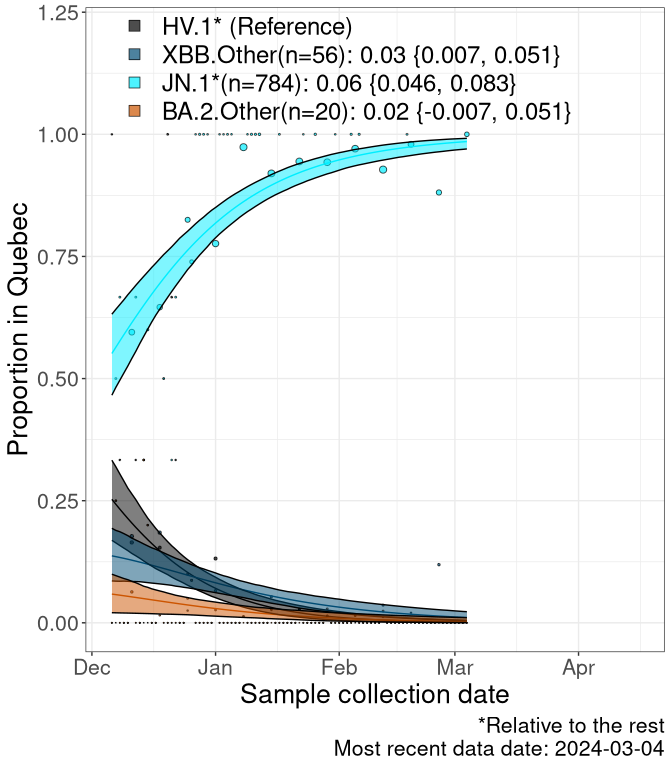 1.25
HV.1* (Reference)
XBB.Other(n=56): 0.03 {0.007, 0.051}
JN.1*(n=784): 0.06 {0.046, 0.083}
BA.2.Other(n=20): 0.02 {-0.007, 0.051}
1.00
0.75
0.50
0.25
0.00
Proportion in Quebec
Dec Jan Feb Mar Apr
Sample collection date
*Relative to the rest
Most recent data date: 2024-03-04